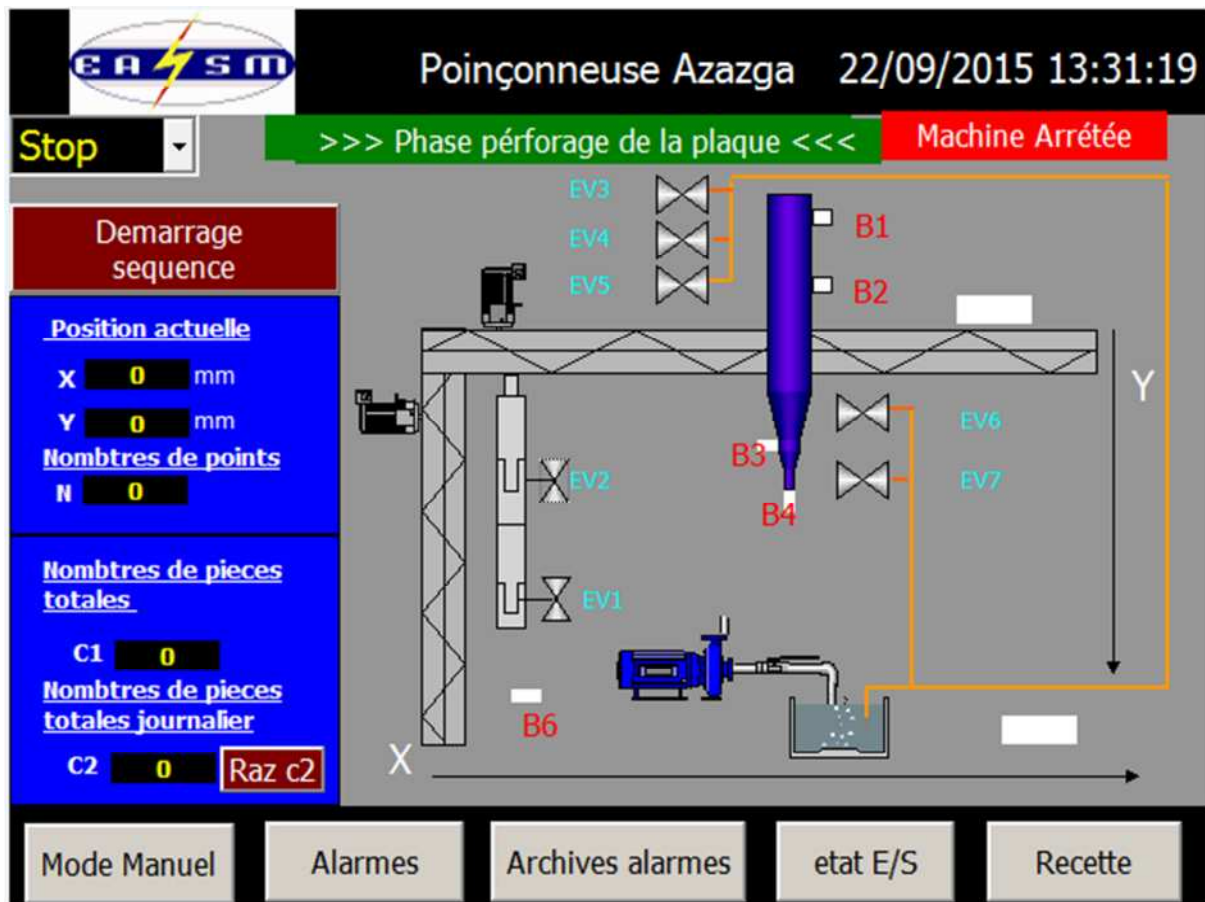 EA SM
Poinçonneuse Azazga 22/09/2015 13:31:19
Stop
>>> Phase pérforage de la plaque <<<
Machine Arrétée
Demarrage
sequence
Position actuelle
X 0 mm
Y 0 mm
Nombtres de points
N 0
Nombtres de pieces
totales
C1 0
Nombtres de pieces
totales journalier
C2 0 Raz c2
EV3
EV4
EV5
B1
B2
Y
EV6
B3
EV7
EV2
B4
EV1
B6
X
Mode Manuel
Alarmes
Archives alarmes
etat E/S
Recette